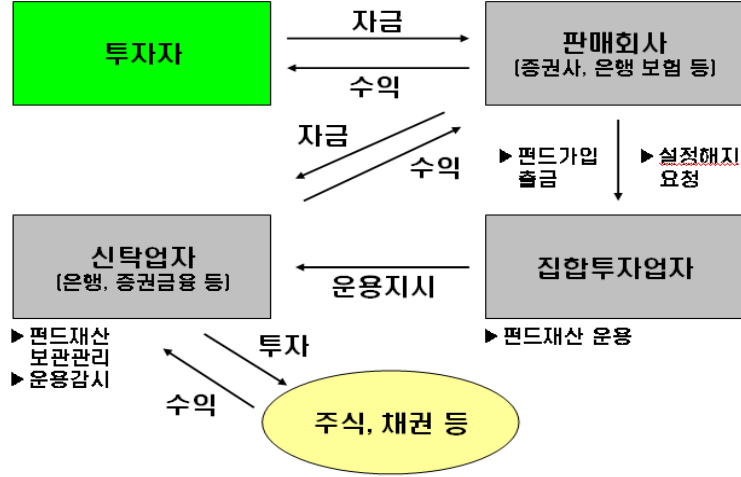 투자자
자금
수익
판매회사
(증권사, 은행 보험 등)
자금
수익
▶펀드가입
출금
▶설정해지
요청
신탁업자
(은행, 증권금융 등)
운용지시
집합투자업자
▶펀드재산
보관관리
▶운용감시
▶펀드재산 운용
투자
수익
주식, 채권 등